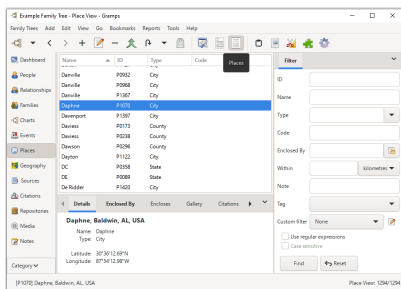 Example Family Tree - Place View - Gramps
Family Trees Add Edit View Go Bookmarks Reports Tools Help
Places
Dashboard
People
Relationships
Families
Charts
Events
Places
Geography
Sources
Citations
Repositories
Media
Notes
Category
Name ID Type Code
Danville P0932 City
Danville P0968 City
Danville P1367 City
Daphne P1070 City
Davenport P1397 City
Daviess P0173 County
Daviess P0238 County
Dawson P0296 County
Dayton P1122 City
DC P0358 State
DE P0089 State
De Ridder P1420 City
Details Enclosed By Encloses Gallery Citations
Daphne, Baldwin, AL, USA
Name: Daphne
Type: City
Latitude 30°36'12.69"N
Longitude 87°54'12.98"W
Filter
ID
Name
Type
Code
Enclosed By
Within kilometres
Note
Tag
Custom filter None
Use regular expressions
Case sensitive
Find Reset
[P1070] Daphne, Baldwin, AL, USA
Place View: 1294/1294